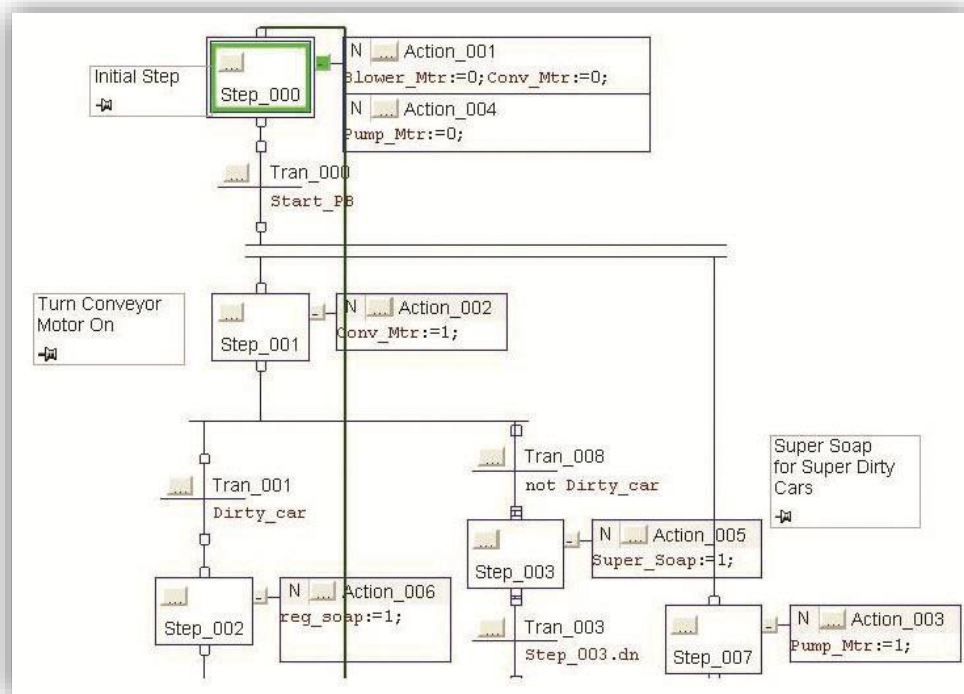 Initial Step
...
Step_000
N ... Action_001
Blower_Mtr:=0;Conv_Mtr:=0;
N ... Action_004
Pump_Mtr:=0;
... Tran_000
Start_PB
Turn Conveyor
Motor On
...
Step_001
N ... Action_002
Conv_Mtr:=1;
... Tran_001
Dirty_car
... Tran_008
not Dirty_car
Super Soap
for Super Dirty
Cars
...
Step_003
N ... Action_005
Super_Soap:=1;
...
Step_002
N ... Action_006
reg_soap:=1;
... Tran_003
Step_003.dn
...
Step_007
N ... Action_003
Pump_Mtr:=1;